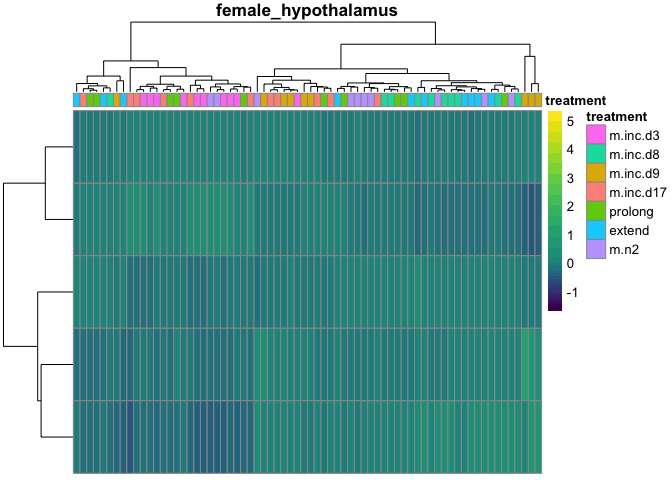 female_hypothalamus
treatment
treatment
5
4
3
2
1
0
-1
m.inc.d3
m.inc.d8
m.inc.d9
m.inc.d17
prolong
extend
m.n2